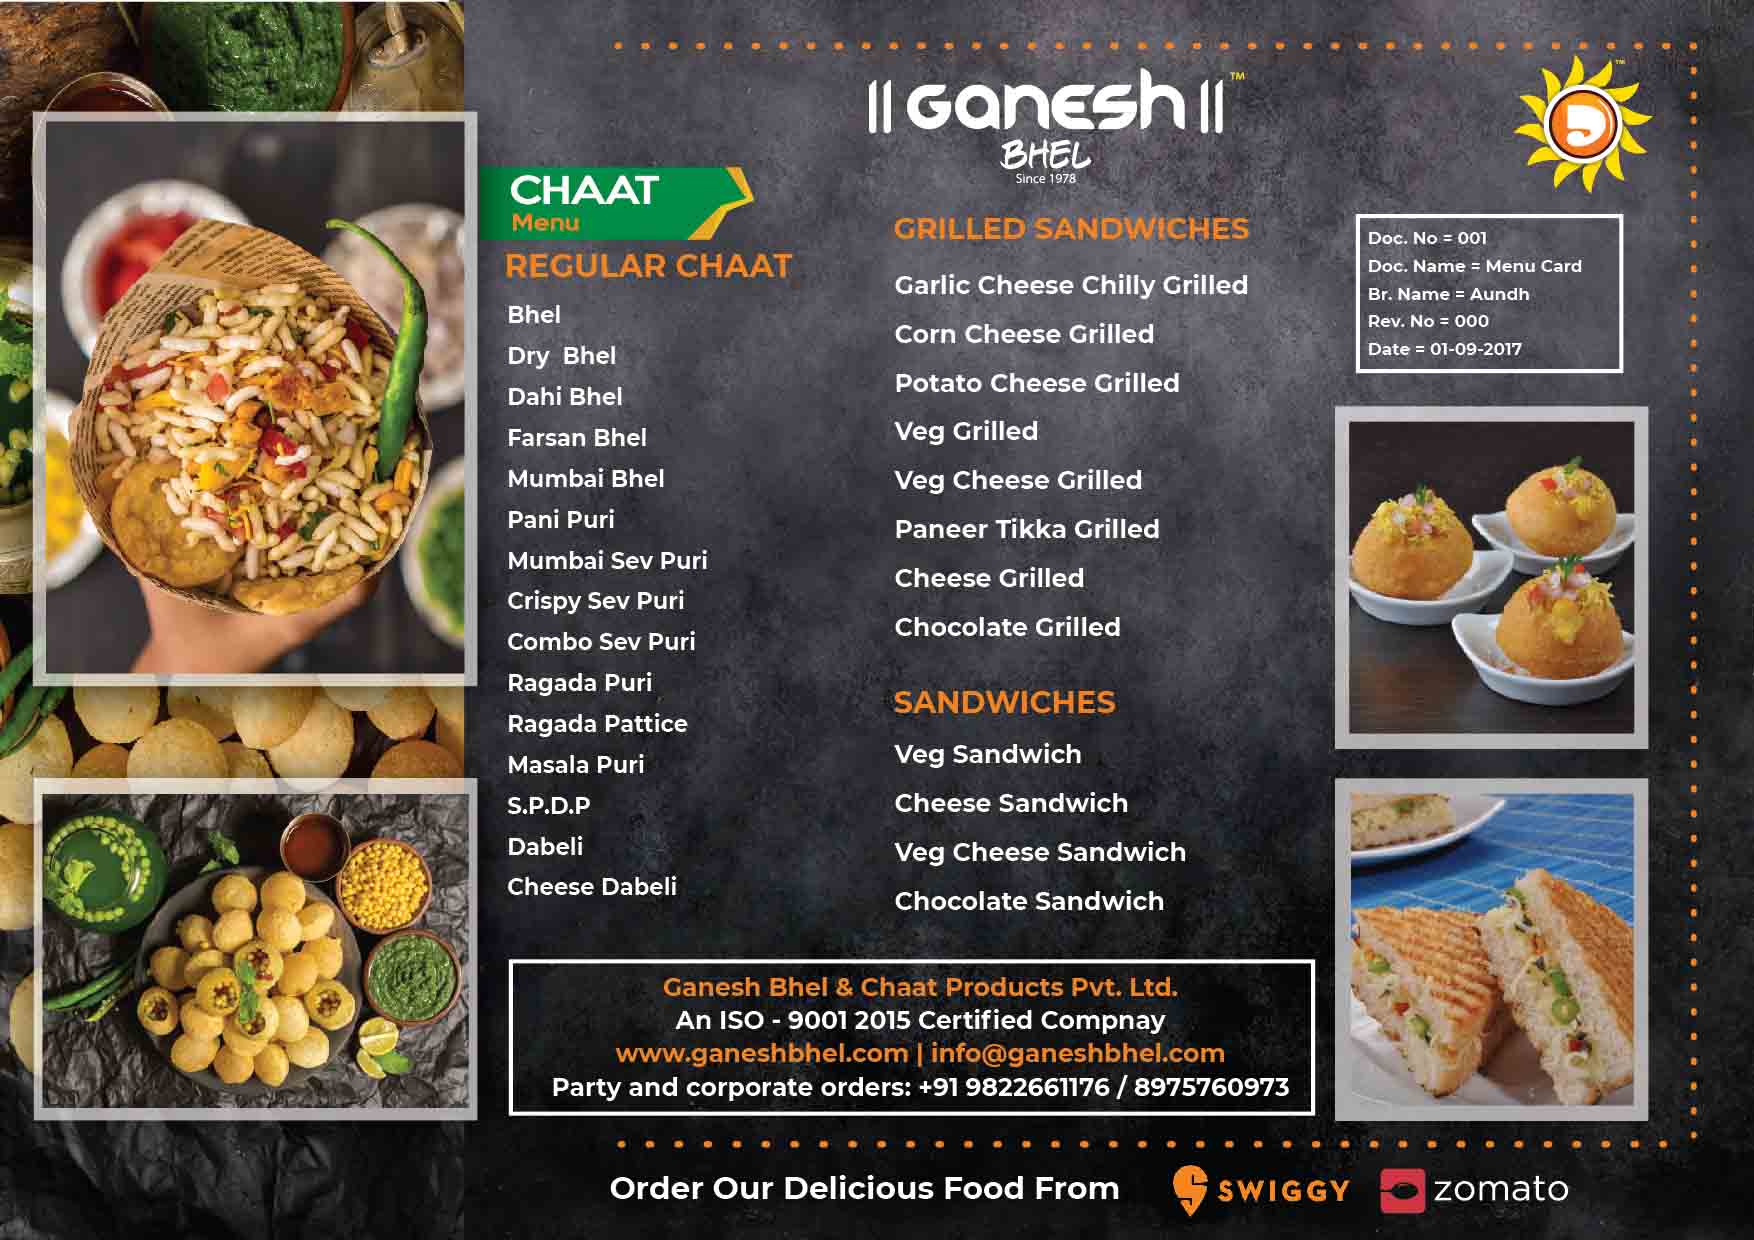 || Ganesh || ™
BHEL
Since 1978
™
CHAAT
Menu
REGULAR CHAAT
Bhel
Dry Bhel
Dahi Bhel
Farsan Bhel
Mumbai Bhel
Pani Puri
Mumbai Sev Puri
Crispy Sev Puri
Combo Sev Puri
Ragada Puri
Ragada Pattice
Masala Puri
S.P.D.P
Dabeli
Cheese Dabeli
GRILLED SANDWICHES
Garlic Cheese Chilly Grilled
Corn Cheese Grilled
Potato Cheese Grilled
Veg Grilled
Veg Cheese Grilled
Paneer Tikka Grilled
Cheese Grilled
Chocolate Grilled
SANDWICHES
Veg Sandwich
Cheese Sandwich
Veg Cheese Sandwich
Chocolate Sandwich
Doc. No = 001
Doc. Name = Menu Card
Br. Name = Aundh
Rev. No = 000
Date = 01-09-2017
Ganesh Bhel & Chaat Products Pvt. Ltd.
An ISO - 9001 2015 Certified Compnay
www.ganeshbhel.com | info@ganeshbhel.com
Party and corporate orders: +91 9822661176 / 8975760973
Order Our Delicious Food From
SWIGGY
zomato